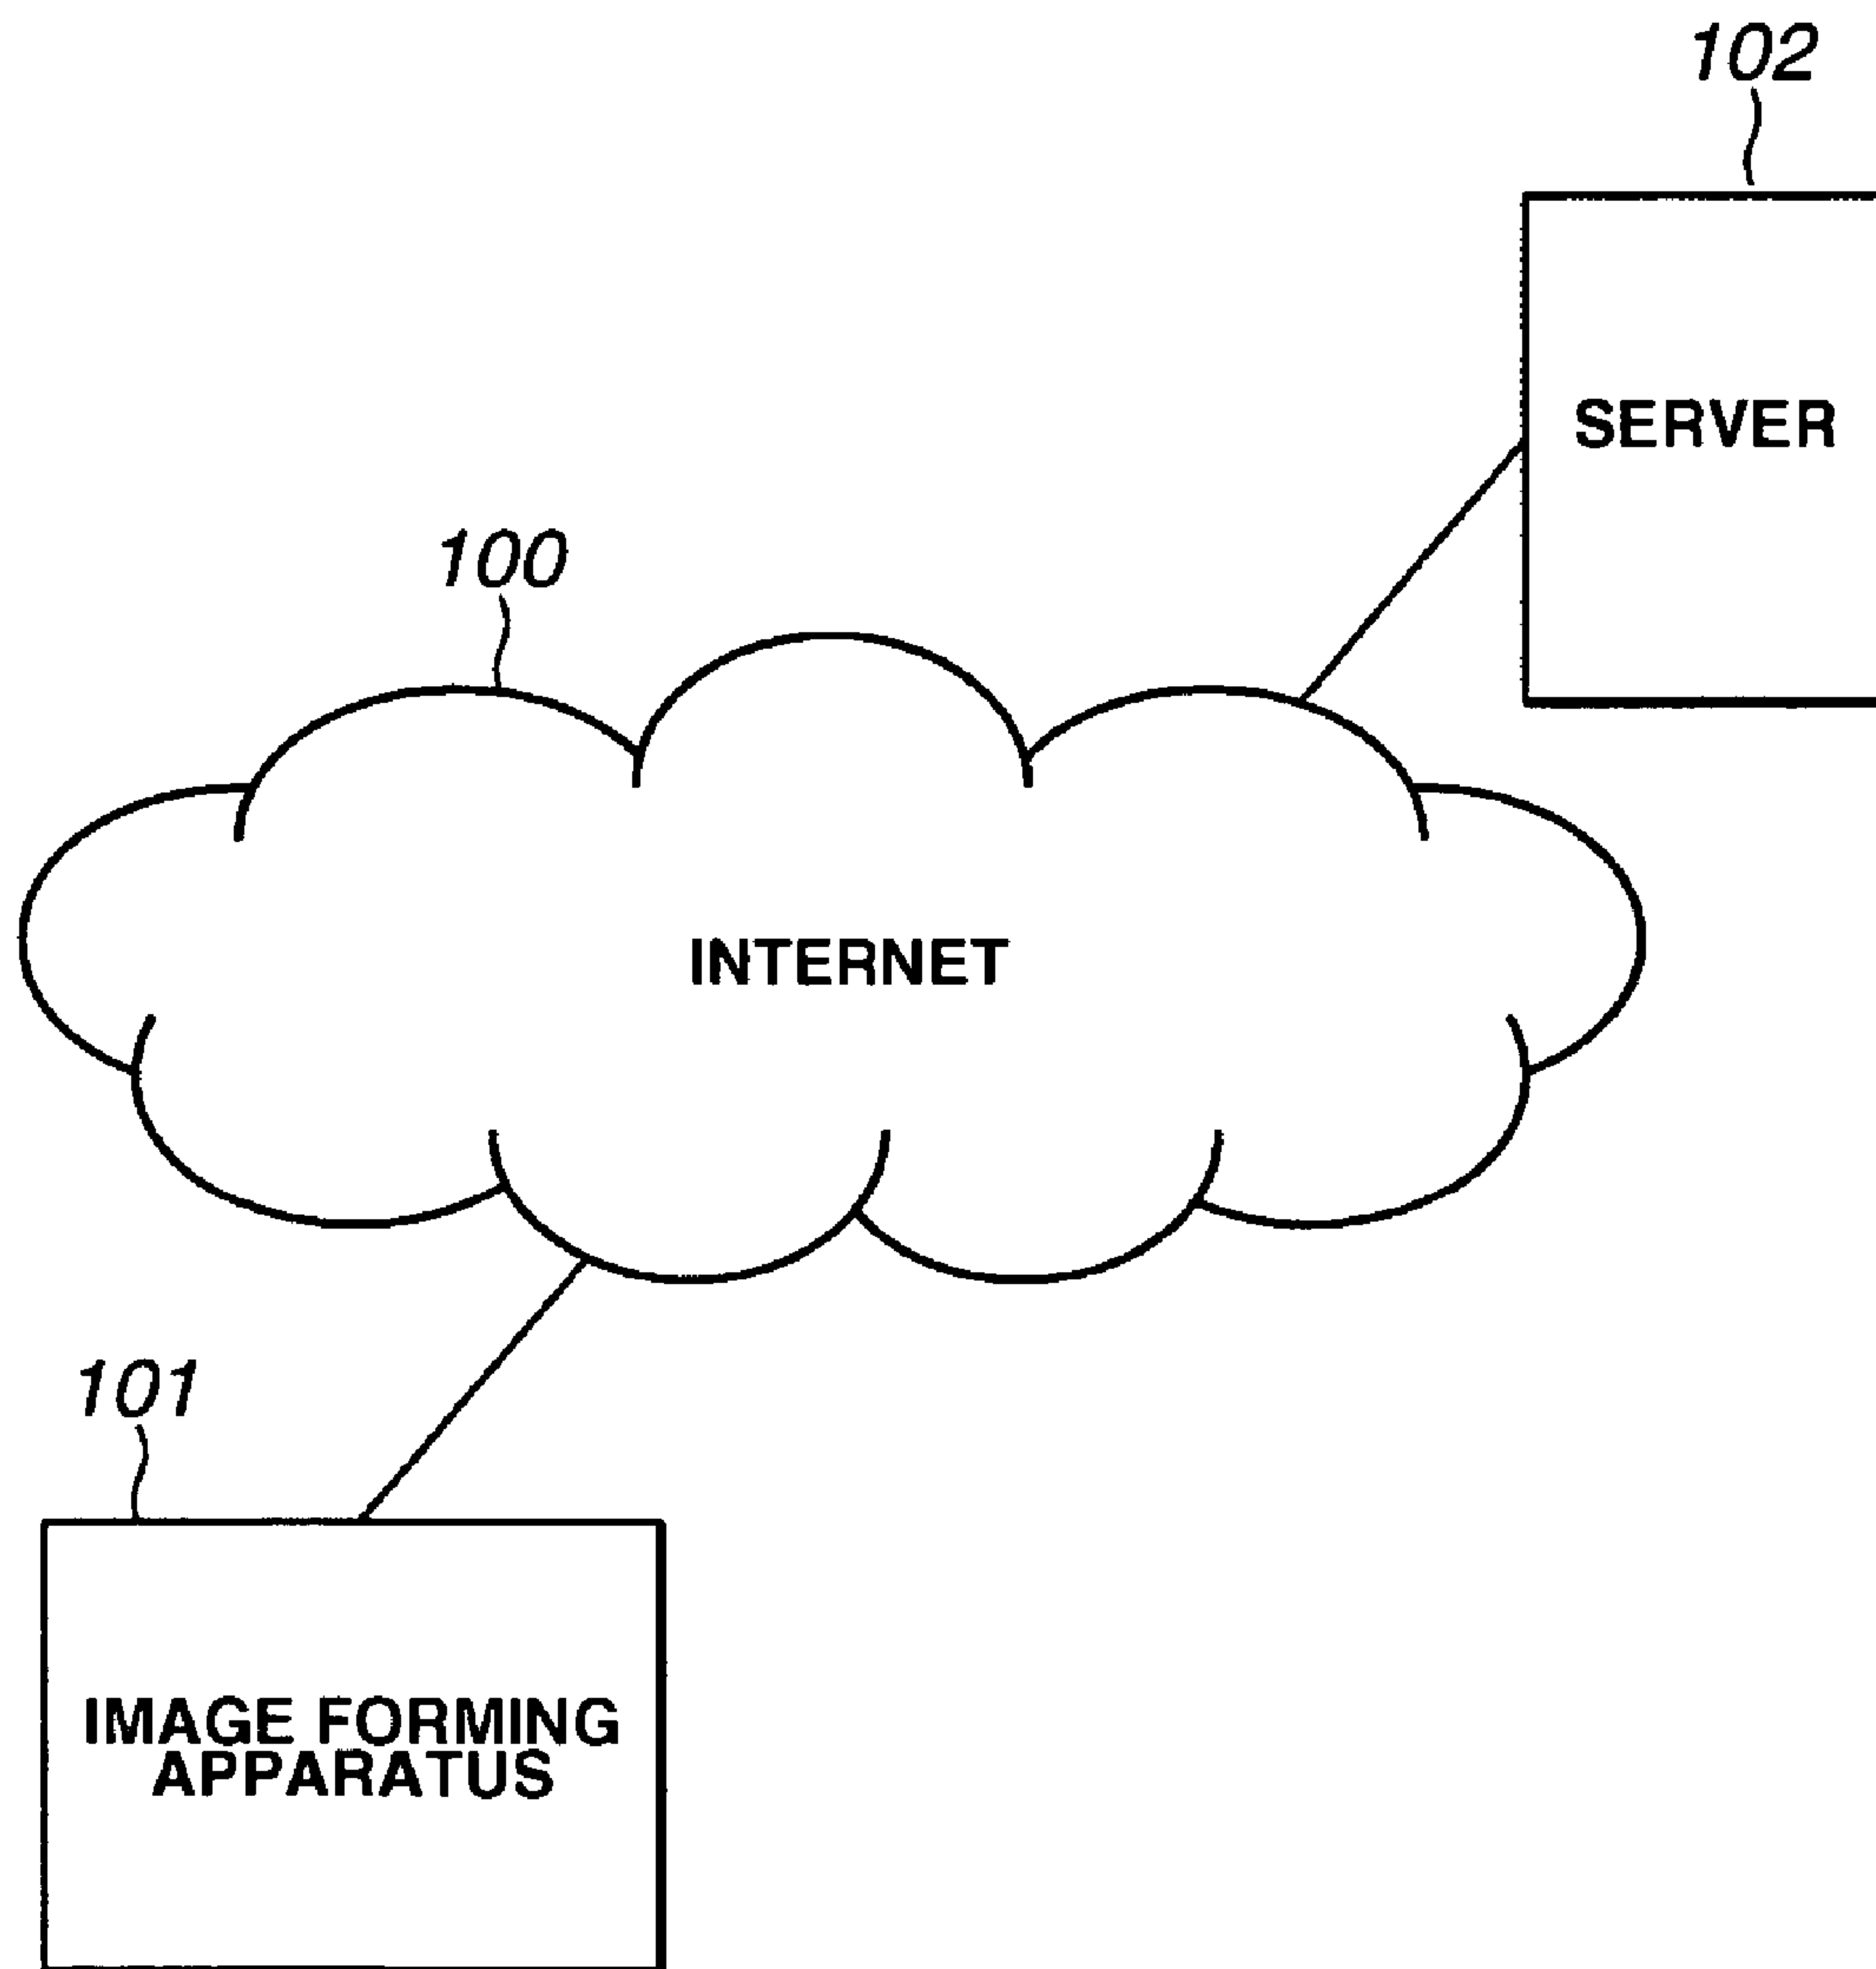 102
SERVER
100
INTERNET
101
IMAGE FORMING
APPARATUS